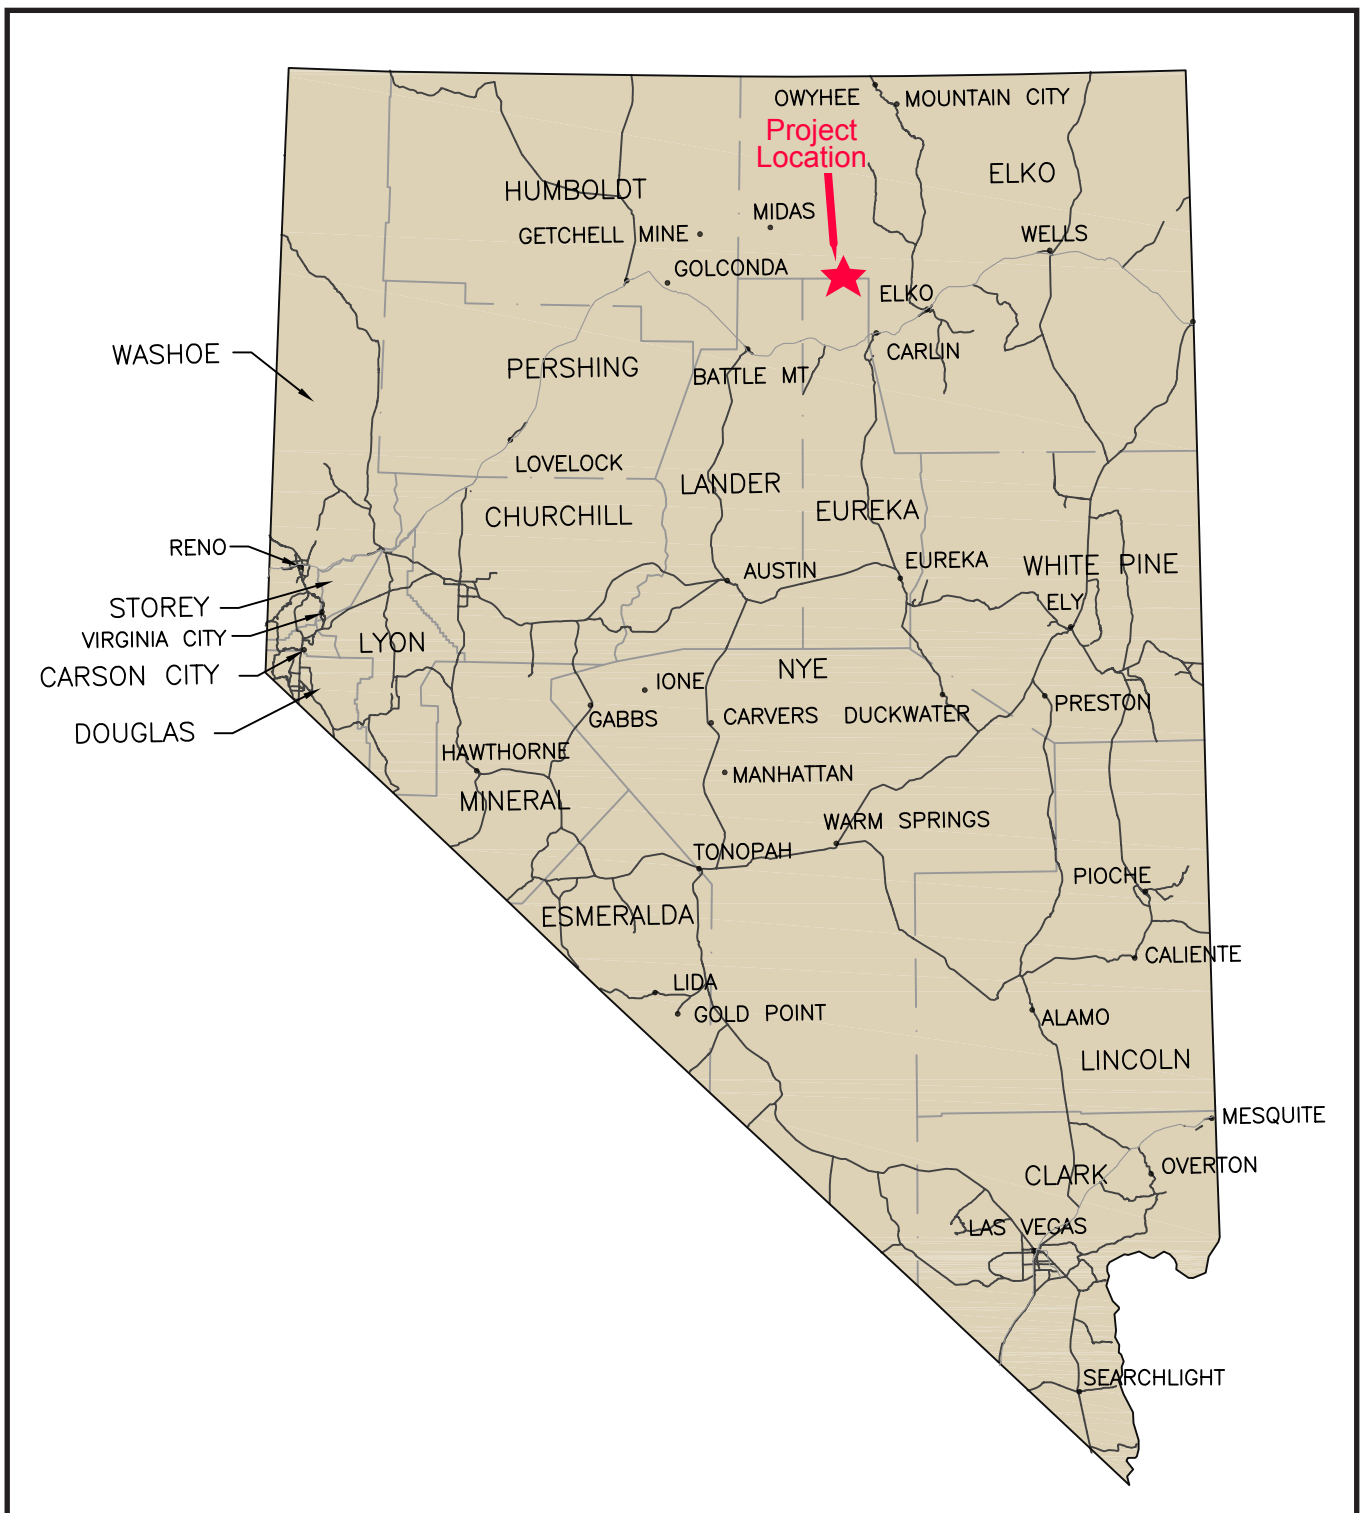 OWYHEE
MOUNTAIN CITY
Project
Location
ELKO
HUMBOLDT
MIDAS
GETCHELL MINE
WELLS
GOLCONDA
ELKO
WASHOE
CARLIN
PERSHING
BATTLE MT
LOVELOCK
LANDER
CHURCHILL
EUREKA
RENO
EUREKA
WHITE PINE
AUSTIN
STOREY
ELY
VIRGINIA CITY
LYON
NYE
CARSON CITY
IONE
PRESTON
GABBS
CARVERS
DUCKWATER
DOUGLAS
HAWTHORNE
MANHATTAN
MINERAL
WARM SPRINGS
TONOPAH
PIOCHE
ESMERALDA
CALIENTE
LIDA
GOLD POINT
ALAMO
LINCOLN
MESQUITE
OVERTON
CLARK
LAS VEGAS
SEARCHLIGHT